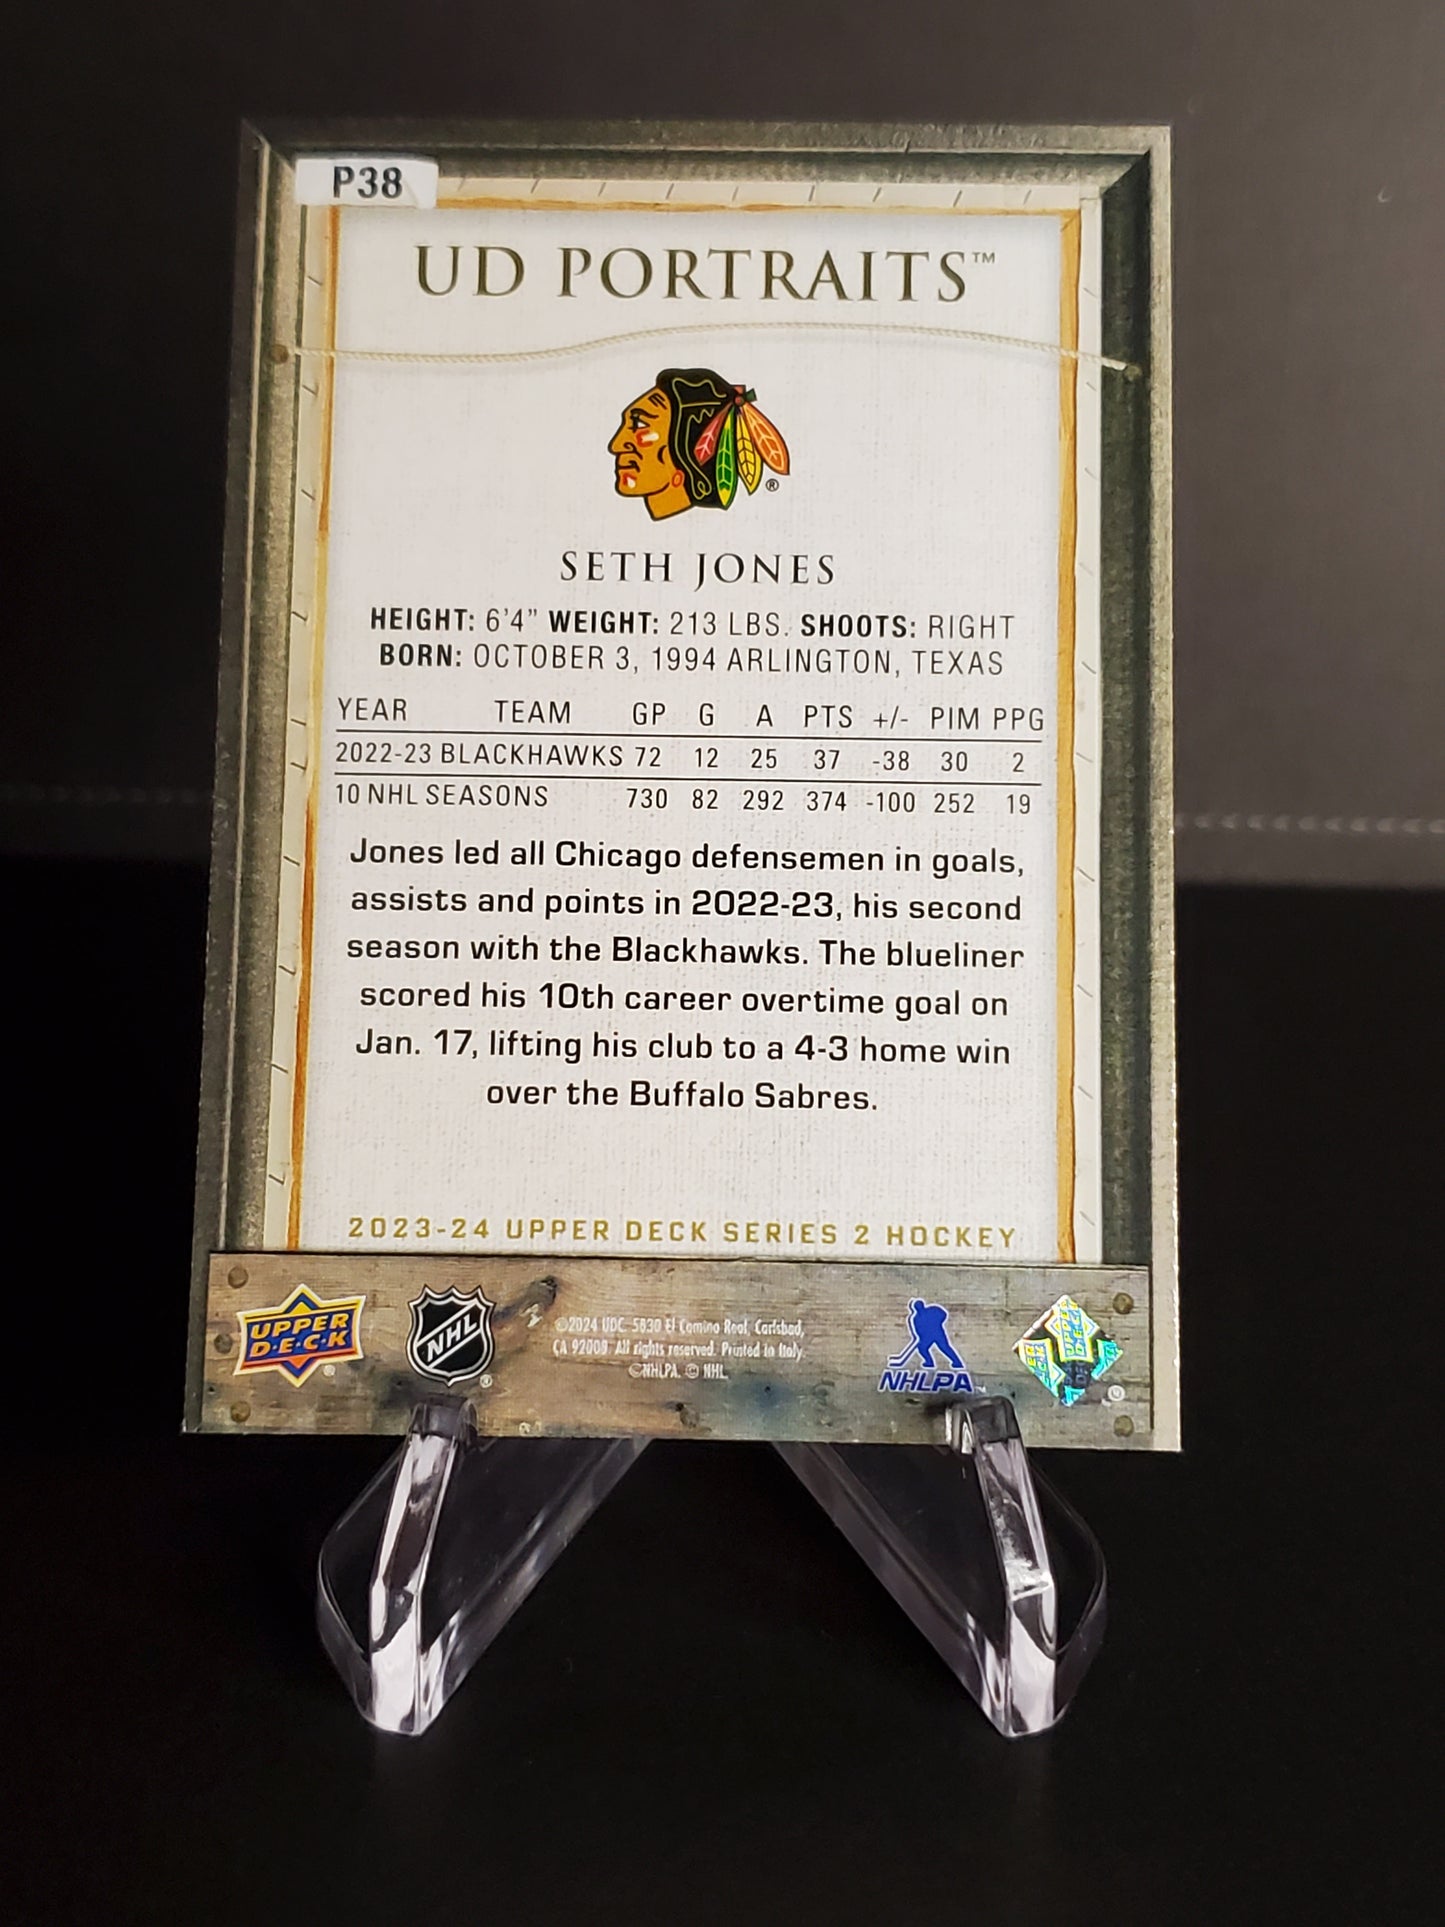 P38
UD PORTRAITS™
®
SETH JONES
HEIGHT: 6'4" WEIGHT: 213 LBS. SHOOTS: RIGHT
BORN: OCTOBER 3, 1994 ARLINGTON, TEXAS
YEAR TEAM GP G A PTS +/- PIM PPG
2022-23 BLACKHAWKS 72 12 25 37 -38 30 2
10 NHL SEASONS 730 82 292 374 -100 252 19
Jones led all Chicago defensemen in goals,
assists and points in 2022-23, his second
season with the Blackhawks. The blueliner
scored his 10th career overtime goal on
Jan. 17, lifting his club to a 4-3 home win
over the Buffalo Sabres.
2023-24 UPPER DECK SERIES 2 HOCKEY
UPPER
D·E·C·K
®
NHL
®
©2024 UDC. 5830 El Camino Real, Carlsbad,
CA 92008. All rights reserved. Printed in Italy.
©NHLPA. © NHL
NHLPA™
UPPER
DECK
®